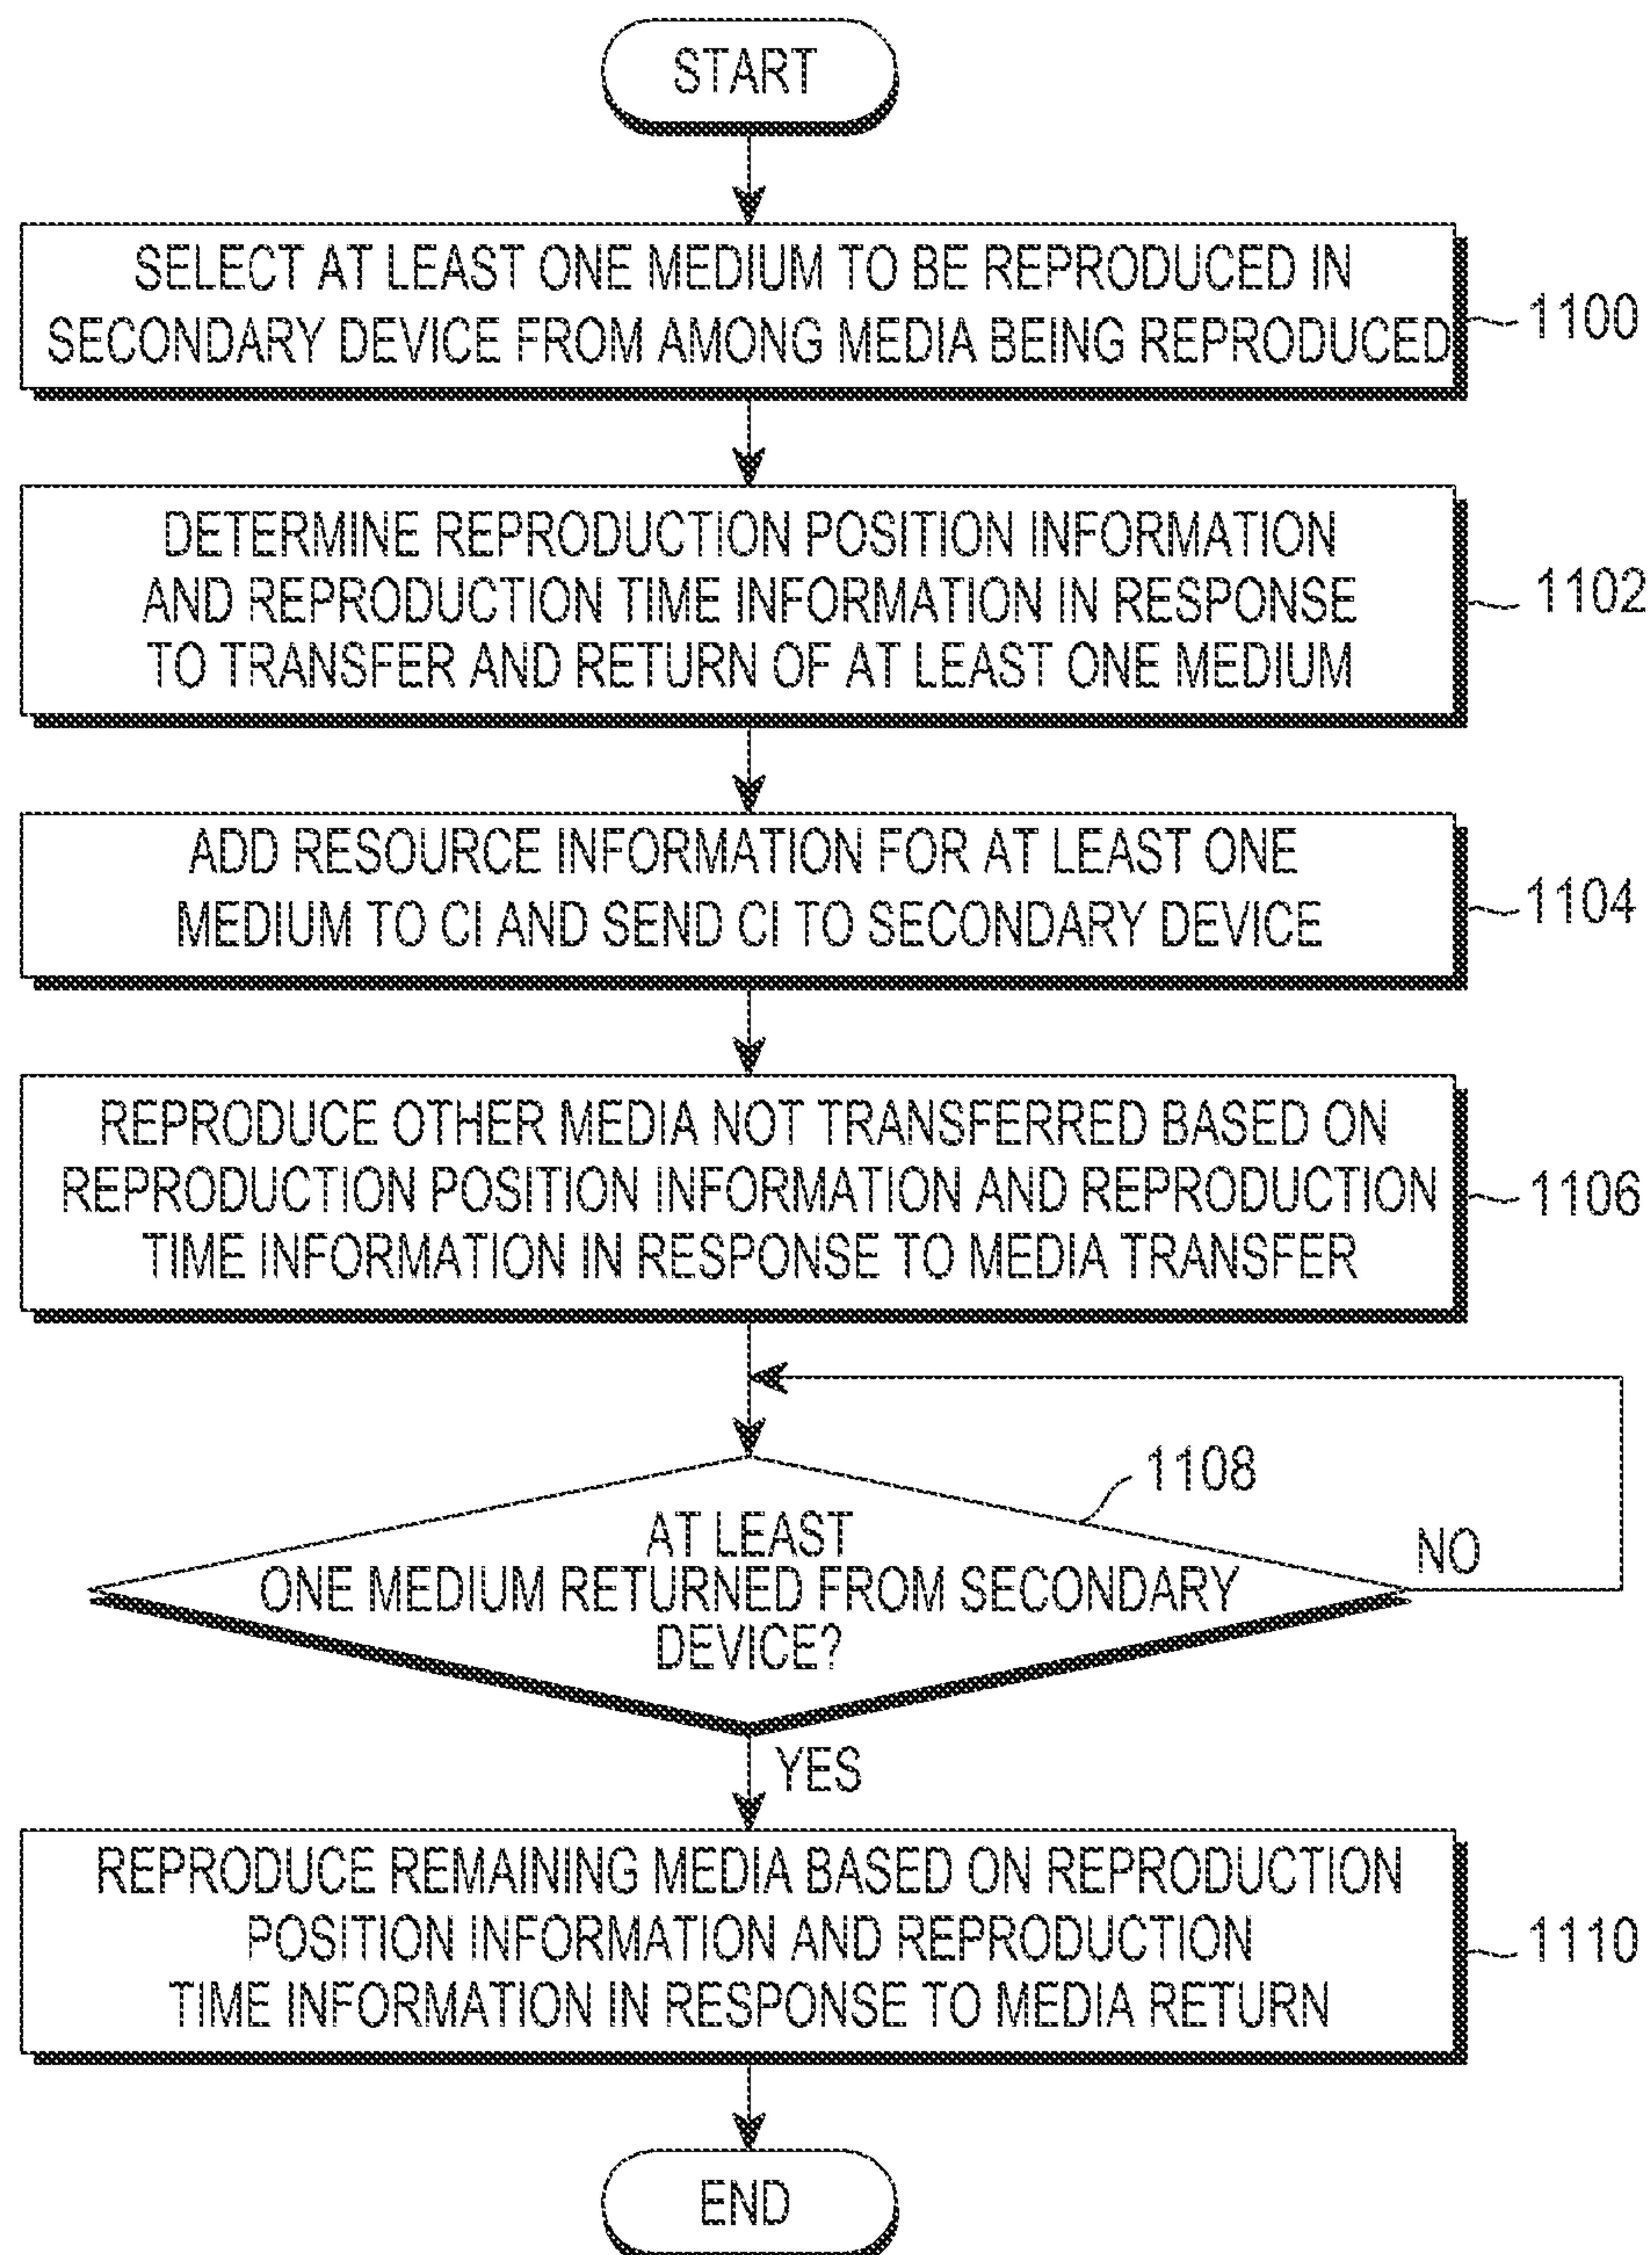 START
SELECT AT LEAST ONE MEDIUM TO BE REPRODUCED IN
SECONDARY DEVICE FROM AMONG MEDIA BEING REPRODUCED
1100
DETERMINE REPRODUCTION POSITION INFORMATION
AND REPRODUCTION TIME INFORMATION IN RESPONSE
TO TRANSFER AND RETURN OF AT LEAST ONE MEDIUM
1102
ADD RESOURCE INFORMATION FOR AT LEAST ONE
MEDIUM TO CI AND SEND CI TO SECONDARY DEVICE
1104
REPRODUCE OTHER MEDIA NOT TRANSFERRED BASED ON
REPRODUCTION POSITION INFORMATION AND REPRODUCTION
TIME INFORMATION IN RESPONSE TO MEDIA TRANSFER
1106
1108
AT LEAST
ONE MEDIUM RETURNED FROM SECONDARY
DEVICE?
NO
YES
REPRODUCE REMAINING MEDIA BASED ON REPRODUCTION
POSITION INFORMATION AND REPRODUCTION
TIME INFORMATION IN RESPONSE TO MEDIA RETURN
1110
END